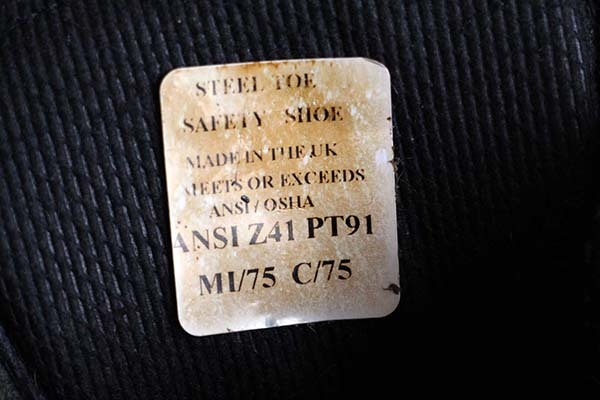 STEEL TOE
SAFETY SHOE
MADE IN THE UK
MEETS OR EXCEEDS
ANSI / OSHA
ANSI Z41 PT91
MI/75 C/75